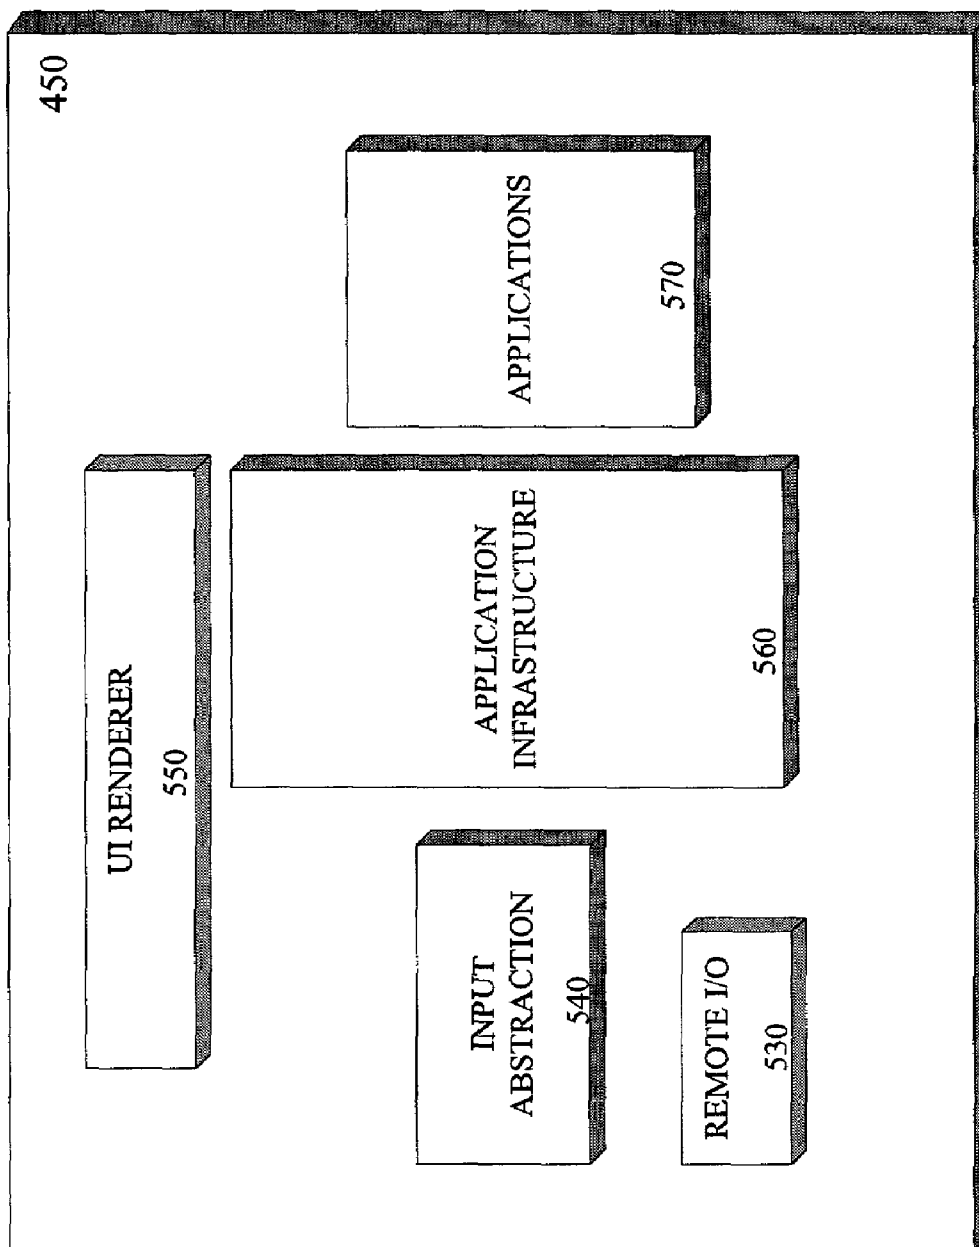 450
UI RENDERER
550
INPUT
ABSTRACTION
540
REMOTE I/O
530
APPLICATION
INFRASTRUCTURE
560
APPLICATIONS
570